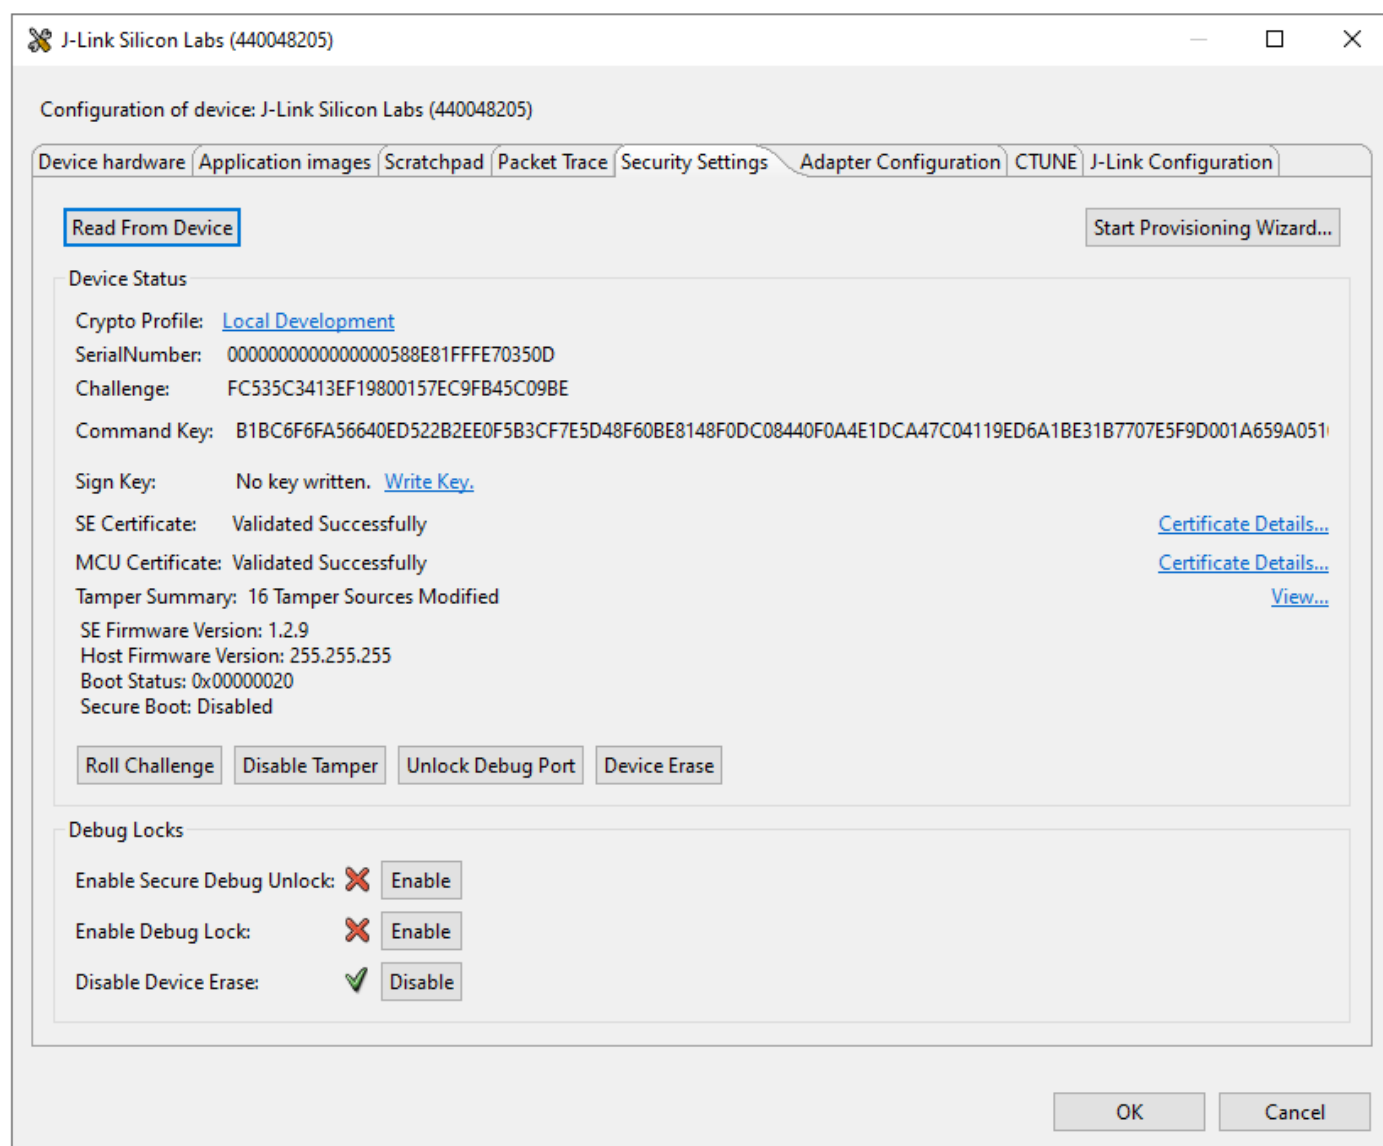 J-Link Silicon Labs (440048205)
Configuration of device: J-Link Silicon Labs (440048205)
Device hardware Application images Scratchpad Packet Trace Security Settings Adapter Configuration CTUNE J-Link Configuration
Read From Device Start Provisioning Wizard...
Device Status
Crypto Profile: Local Development
SerialNumber: 0000000000000000588E81FFFE70350D
Challenge: FC535C3413EF19800157EC9FB45C09BE
Command Key: B1BC6F6FA56640ED522B2EE0F5B3CF7E5D48F60BE8148F0DC08440F0A4E1DCA47C04119ED6A1BE31B7707E5F9D001A659A051
Sign Key: No key written. Write Key.
SE Certificate: Validated Successfully Certificate Details...
MCU Certificate: Validated Successfully Certificate Details...
Tamper Summary: 16 Tamper Sources Modified View...
SE Firmware Version: 1.2.9
Host Firmware Version: 255.255.255
Boot Status: 0x00000020
Secure Boot: Disabled
Roll Challenge Disable Tamper Unlock Debug Port Device Erase
Debug Locks
Enable Secure Debug Unlock: Enable
Enable Debug Lock: Enable
Disable Device Erase: Disable
OK Cancel